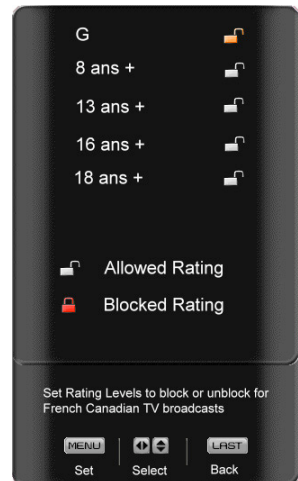 G
8 ans +
13 ans +
16 ans +
18 ans +
Allowed Rating
Blocked Rating
Set Rating Levels to block or unblock for
French Canadian TV broadcasts
MENU LAST
Set Select Back